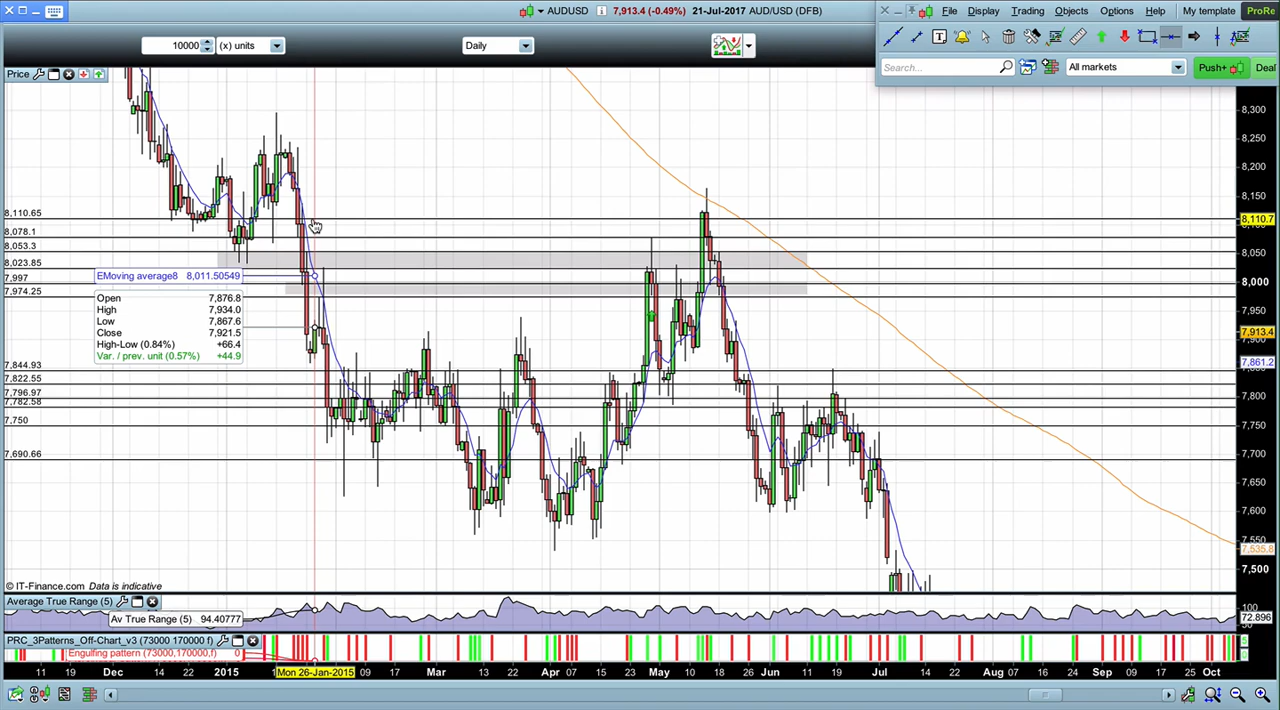 AUDUSD 7,913.4 (-0.49%) 21-Jul-2017 AUD/USD (DFB)
File Display Trading Objects Options Help My template ProRe
10000 (x) units Daily
Search... All markets Push+ Deal
Price
8,300
8,250
8,200
8,150
8,110.65
8,110.7
8,078.1
8,053.3
8,050
8,023.85
EMoving average8 8,011.50549
7,997
8,000
7,974.25
Open 7,876.8
High 7,934.0
Low 7,867.6
Close 7,921.5
High-Low (0.84%) +66.4
Var. / prev. unit (0.57%) +44.9
7,950
7,913.4
7,900
7,861.2
7,844.93
7,822.55
7,796.97
7,782.58
7,800
7,750
7,750
7,690.66
7,700
7,650
7,600
7,550
7,535.8
7,500
© IT-Finance.com Data is indicative
Average True Range (5)
Av True Range (5) 94.40777
100
72.896
PRC_3Patterns_Off-Chart_v3 (73000 170000 f)
Engulfing pattern (73000,170000,f) 0
11 19 Dec 14 22 2015 Mon 26-Jan-2015 09 17 Mar 13 22 Apr 07 15 23 May 10 18 26 Jun 11 19 Jul 14 22 Aug 07 16 24 Sep 09 17 Oct